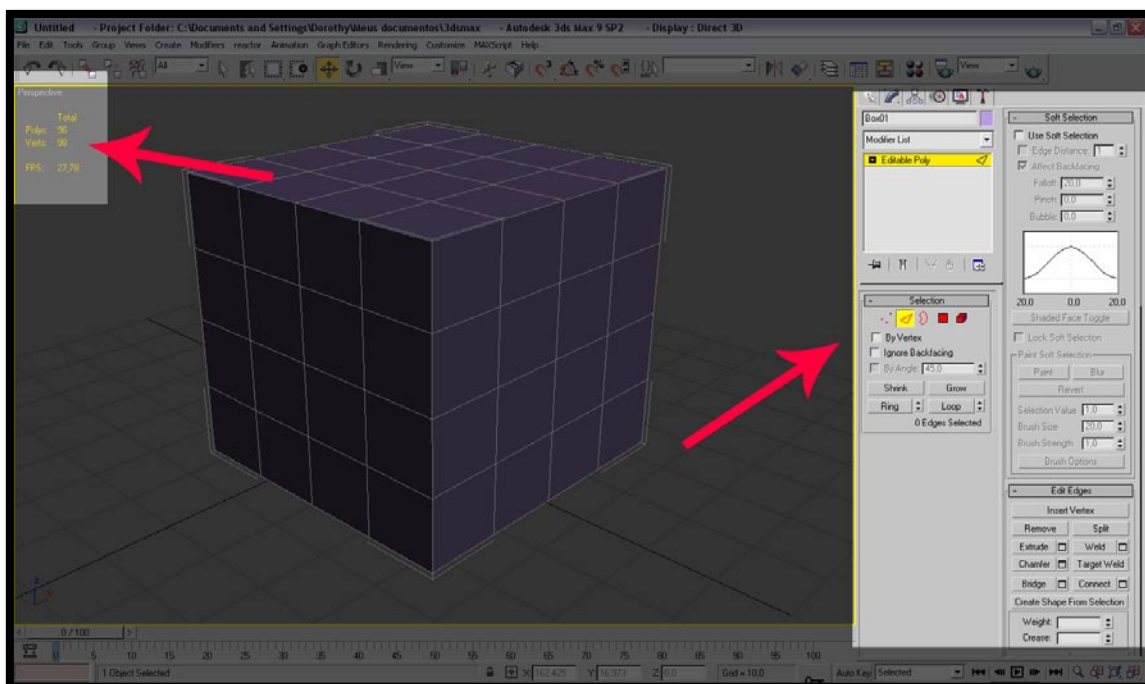 Untitled - Project Folder: C:\Documents and Settings\Dorothy\Meus documentos\3dsmax - Autodesk 3ds Max 9 SP2 - Display : Direct 3D
File Edit Tools Group Views Create Modifiers reactor Animation Graph Editors Rendering Customize MAXScript Help
All View View
Perspective
Total
Polys: 96
Verts: 98
FPS: 27,78
Box01
Modifier List
Editable Poly
Selection
By Vertex
Ignore Backfacing
By Angle: 45,0
Shrink Grow
Ring Loop
0 Edges Selected
Soft Selection
Use Soft Selection
Edge Distance: 1
Affect Backfacing
Falloff: 20,0
Pinch: 0,0
Bubble: 0,0
20,0 0,0 20,0
Shaded Face Toggle
Lock Soft Selection
Paint Soft Selection
Paint Blur
Revert
Selection Value 1,0
Brush Size 20,0
Brush Strength 1,0
Brush Options
Edit Edges
Insert Vertex
Remove Split
Extrude Weld
Chamfer Target Weld
Bridge Connect
Create Shape From Selection
Weight:
Crease:
0 / 100
0 5 10 15 20 25 30 35 40 45 50 55 60 65 70 75 80 85 90 95 100
1 Object Selected X: 162,425 Y: 16,973 Z: 0,0 Grid = 10,0 Auto Key Selected